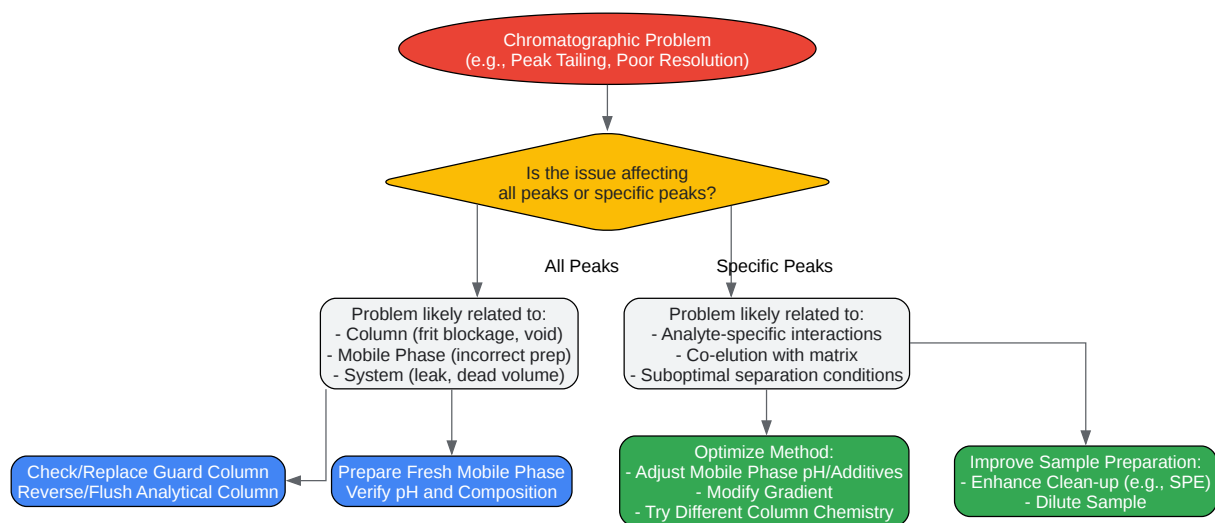 Chromatographic Problem
(e.g., Peak Tailing, Poor Resolution)
Is the issue affecting
all peaks or specific peaks?
All Peaks
Specific Peaks
Problem likely related to:
- Column (frit blockage, void)
- Mobile Phase (incorrect prep)
- System (leak, dead volume)
Problem likely related to:
- Analyte-specific interactions
- Co-elution with matrix
- Suboptimal separation conditions
Check/Replace Guard Column
Reverse/Flush Analytical Column
Prepare Fresh Mobile Phase
Verify pH and Composition
Optimize Method:
- Adjust Mobile Phase pH/Additives
- Modify Gradient
- Try Different Column Chemistry
Improve Sample Preparation:
- Enhance Clean-up (e.g., SPE)
- Dilute Sample